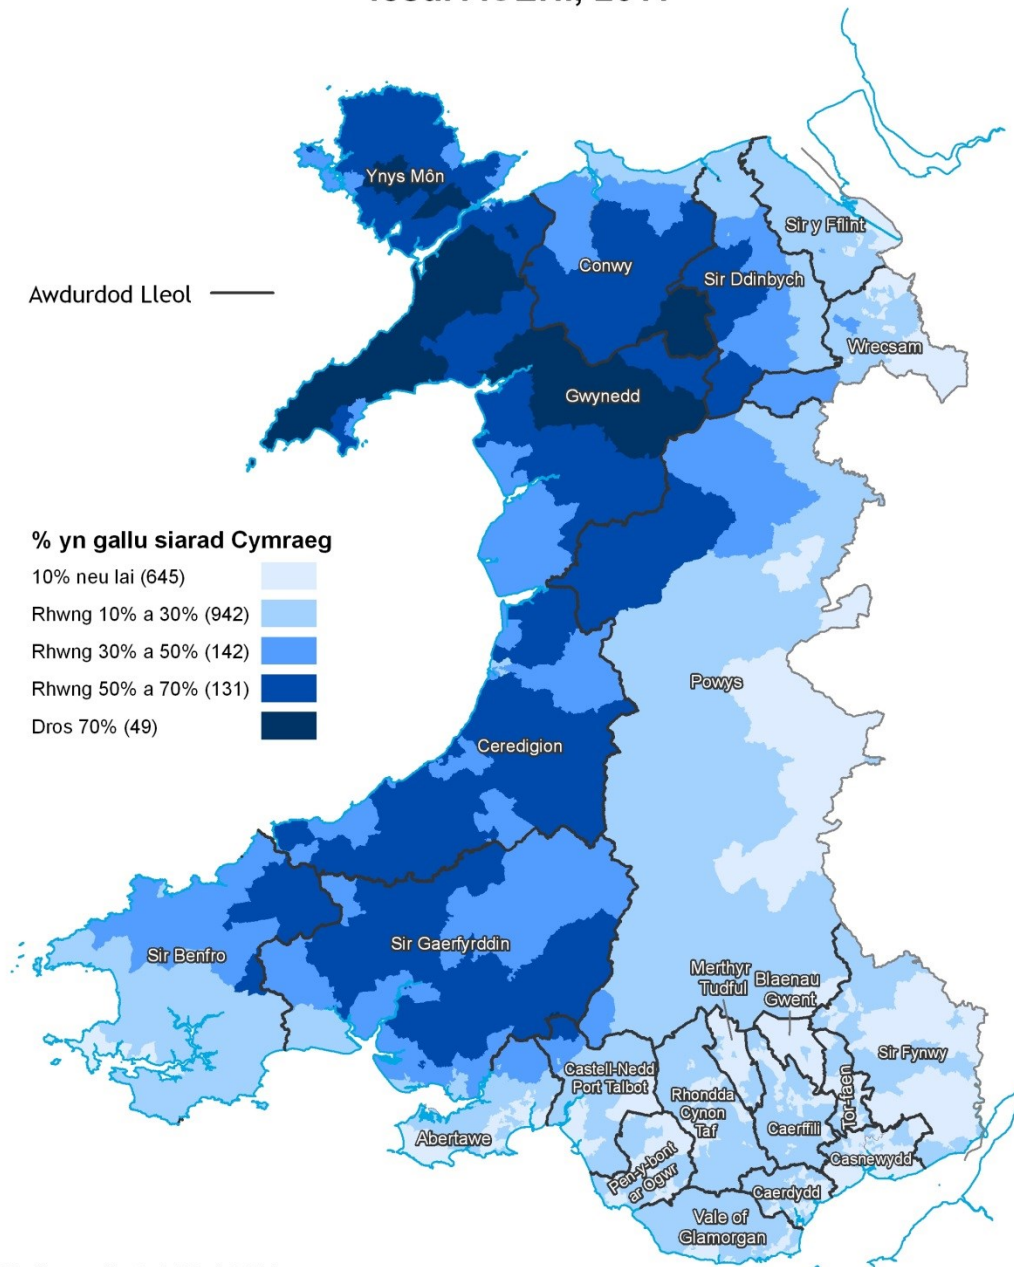 Ynys Môn
Conwy
Sir y Fflint
Sir Ddinbych
Awdurdod Lleol
Wrecsam
Gwynedd
% yn gallu siarad Cymraeg
10% neu lai (645)
Rhwng 10% a 30% (942)
Rhwng 30% a 50% (142)
Rhwng 50% a 70% (131)
Dros 70% (49)
Powys
Ceredigion
Sir Gaerfyrddin
Sir Benfro
Merthyr
Tudful
Blaenau
Gwent
Sir Fynwy
Castell-Nedd
Port Talbot
Rhondda
Cynon
Taf
Caerffili
Tor-faen
Abertawe
Pen-y-bont
ar Ogwr
Casnewydd
Caerdydd
Vale of
Glamorgan